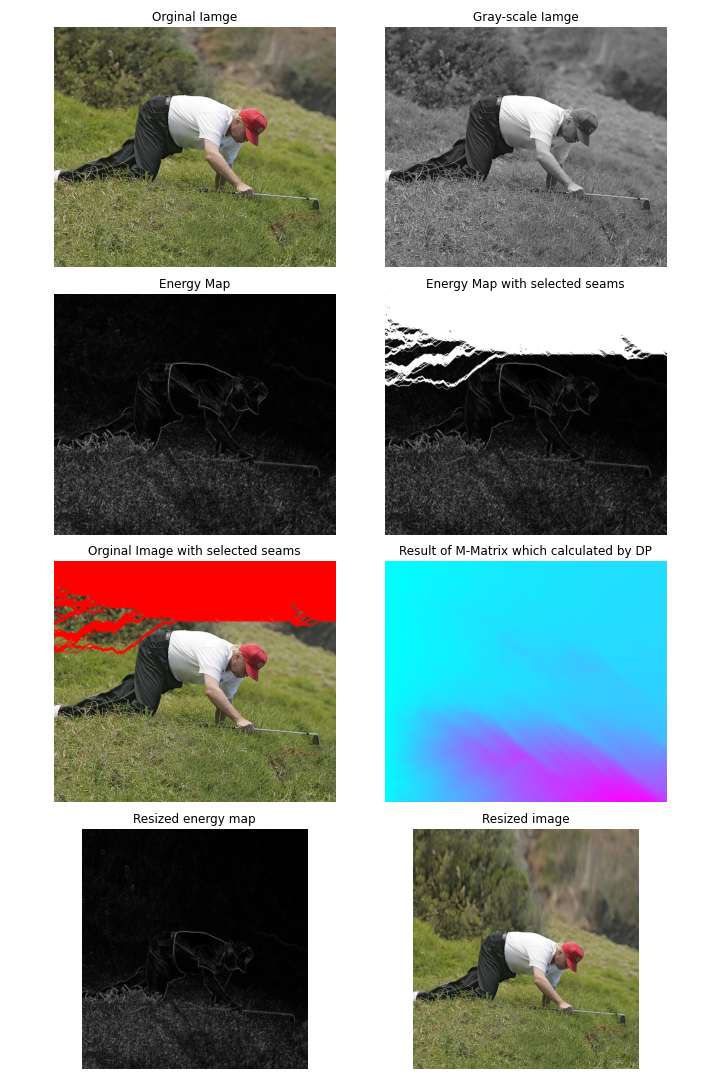 Orginal Iamge
Gray-scale Iamge
Energy Map
Energy Map with selected seams
Orginal Image with selected seams
Result of M-Matrix which calculated by DP
Resized energy map
Resized image